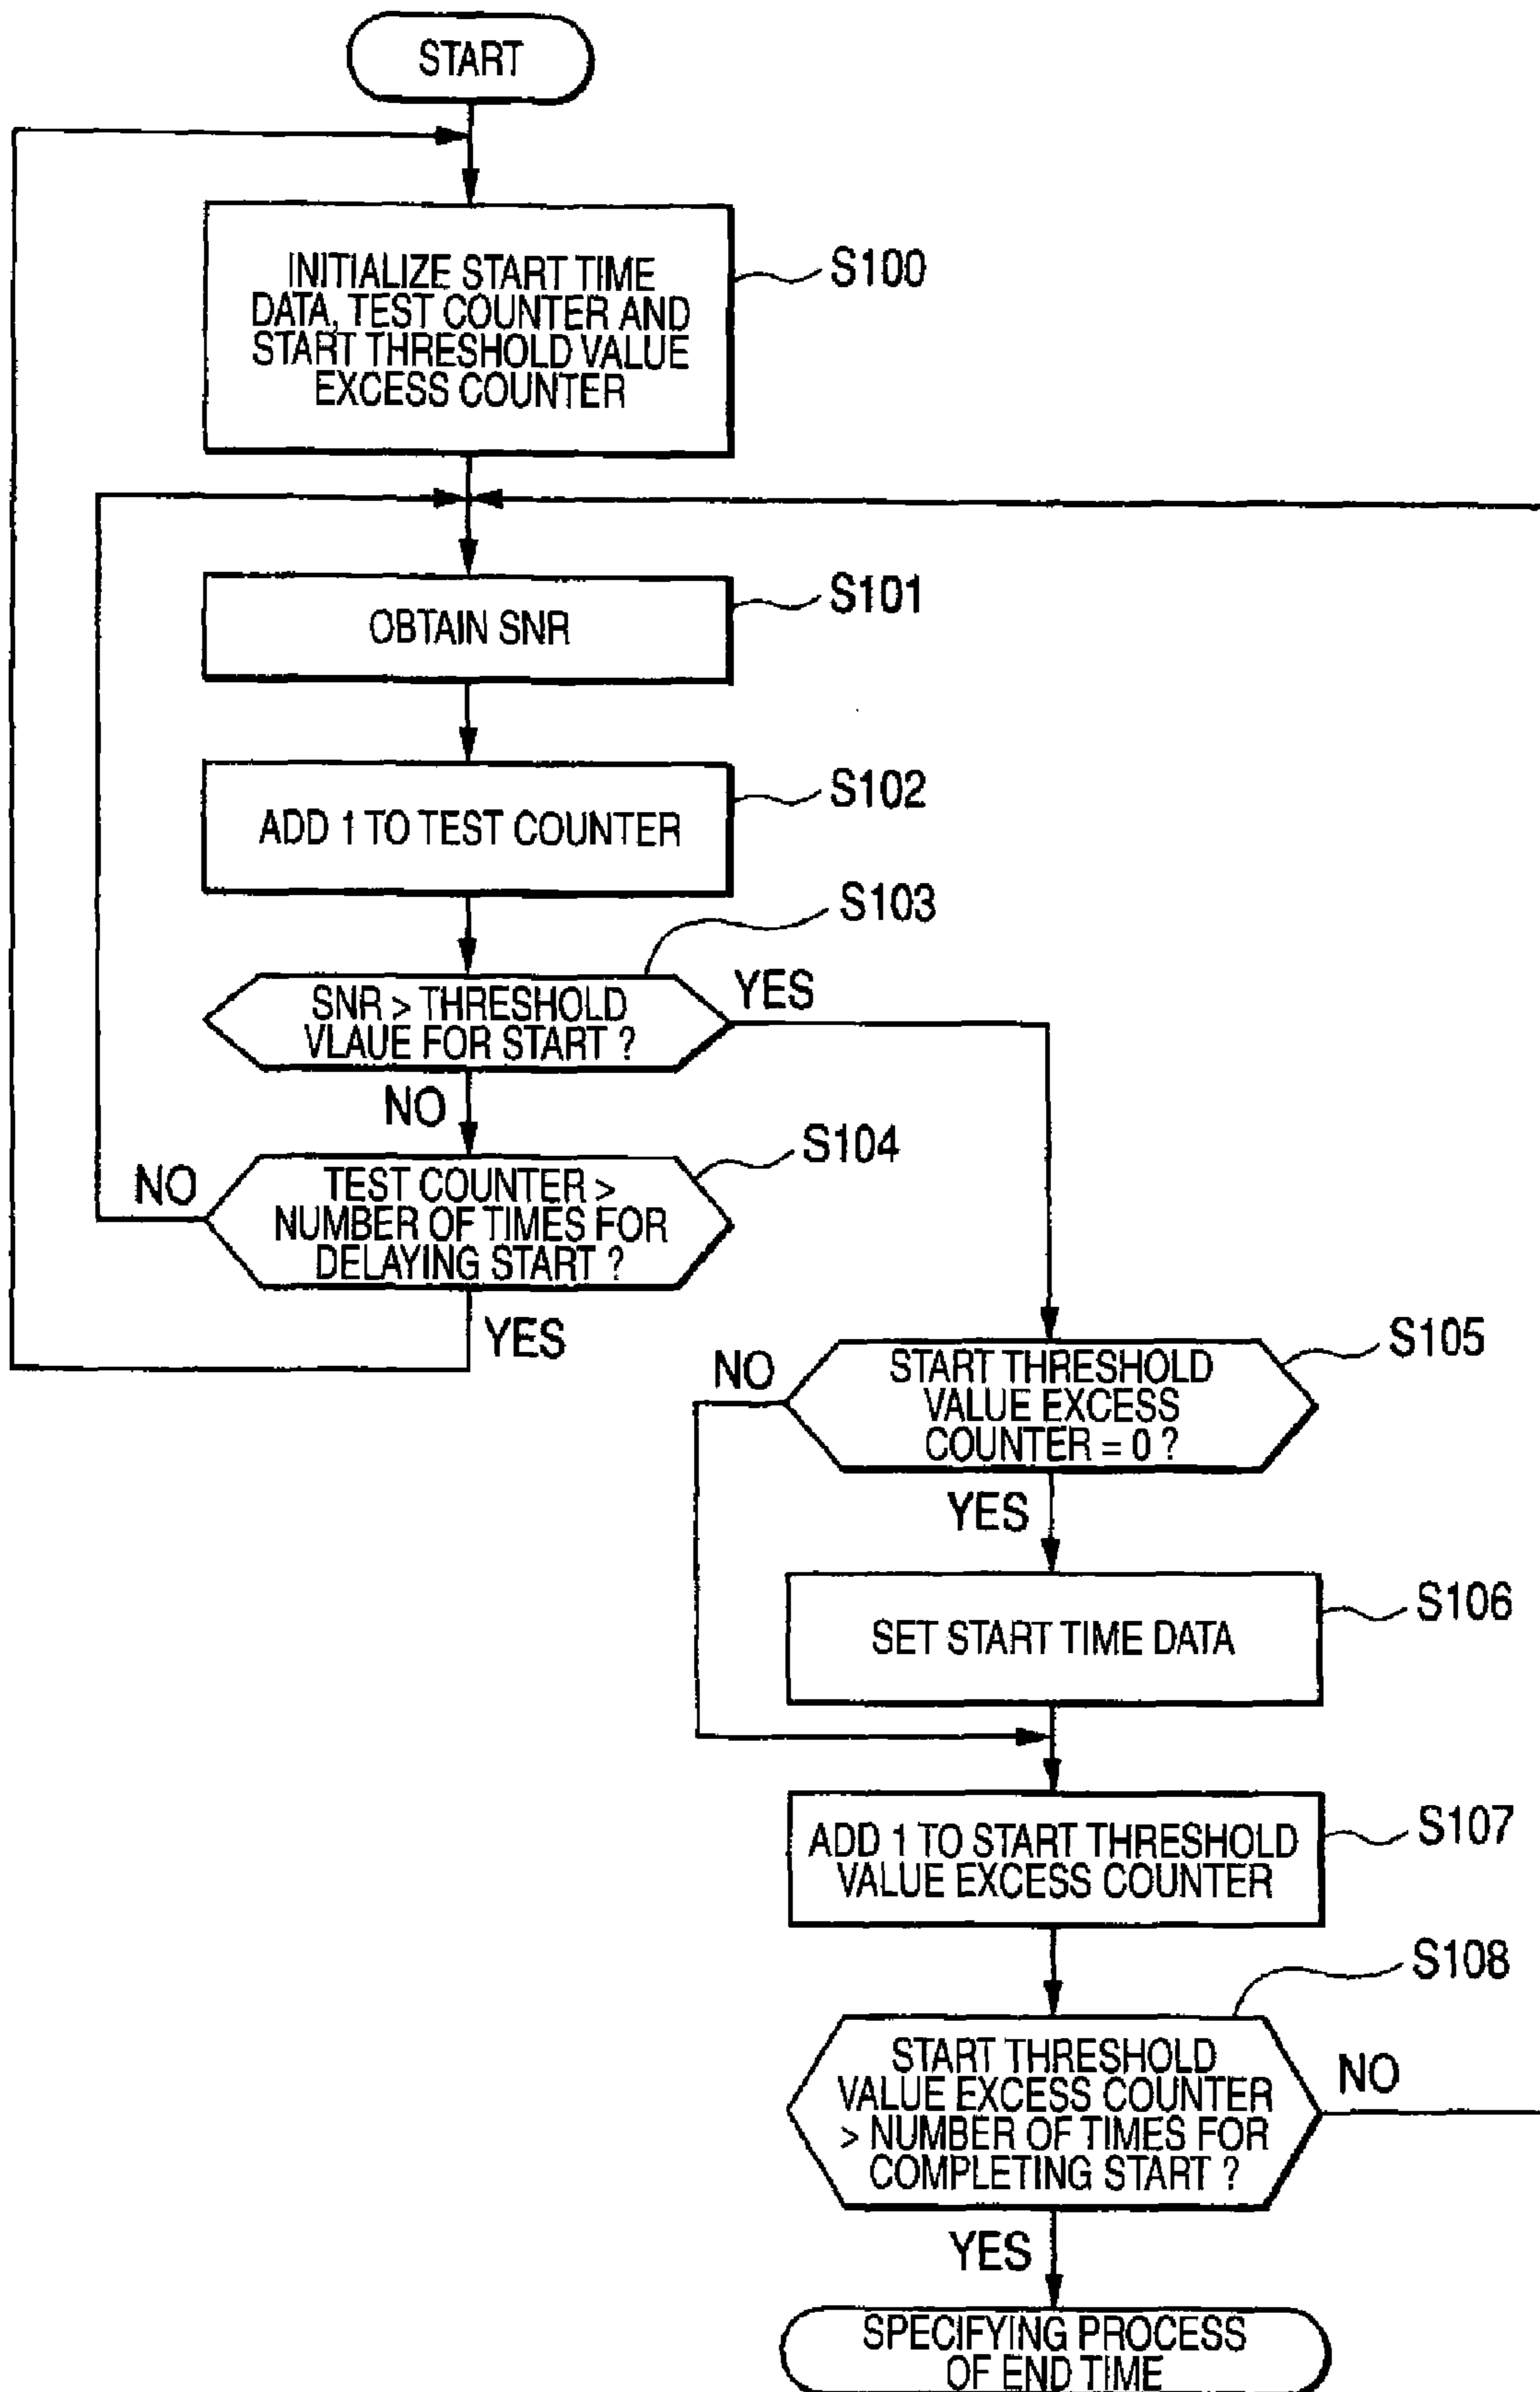 START
INITIALIZE START TIME
DATA, TEST COUNTER AND
START THRESHOLD VALUE
EXCESS COUNTER
S100
OBTAIN SNR
S101
ADD 1 TO TEST COUNTER
S102
S103
SNR > THRESHOLD
VLAUE FOR START ?
YES
NO
S104
TEST COUNTER >
NUMBER OF TIMES FOR
DELAYING START ?
NO
YES
S105
START THRESHOLD
VALUE EXCESS
COUNTER = 0 ?
NO
YES
SET START TIME DATA
S106
ADD 1 TO START THRESHOLD
VALUE EXCESS COUNTER
S107
S108
START THRESHOLD
VALUE EXCESS COUNTER
> NUMBER OF TIMES FOR
COMPLETING START ?
NO
YES
SPECIFYING PROCESS
OF END TIME